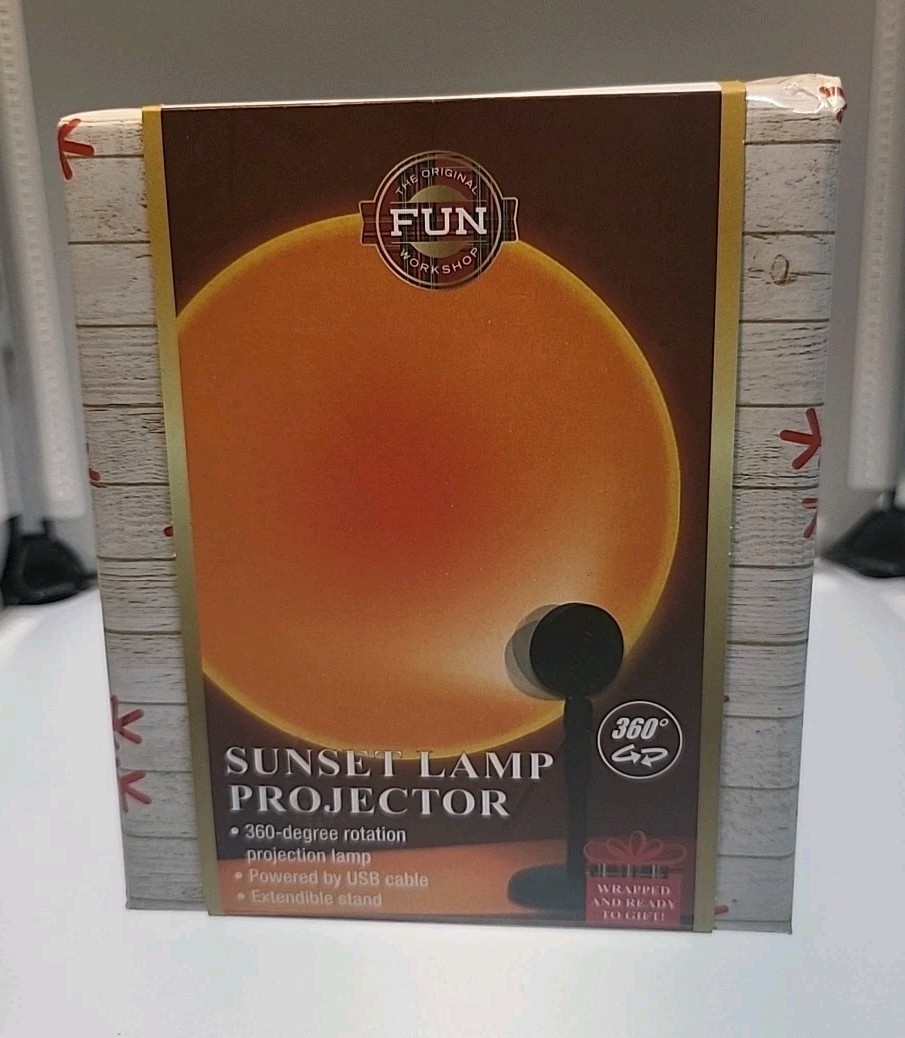 THE ORIGINAL
FUN
WORKSHOP
360°
SUNSET LAMP
PROJECTOR
• 360-degree rotation
projection lamp
• Powered by USB cable
• Extendible stand
WRAPPED
AND READY
TO GIFT!